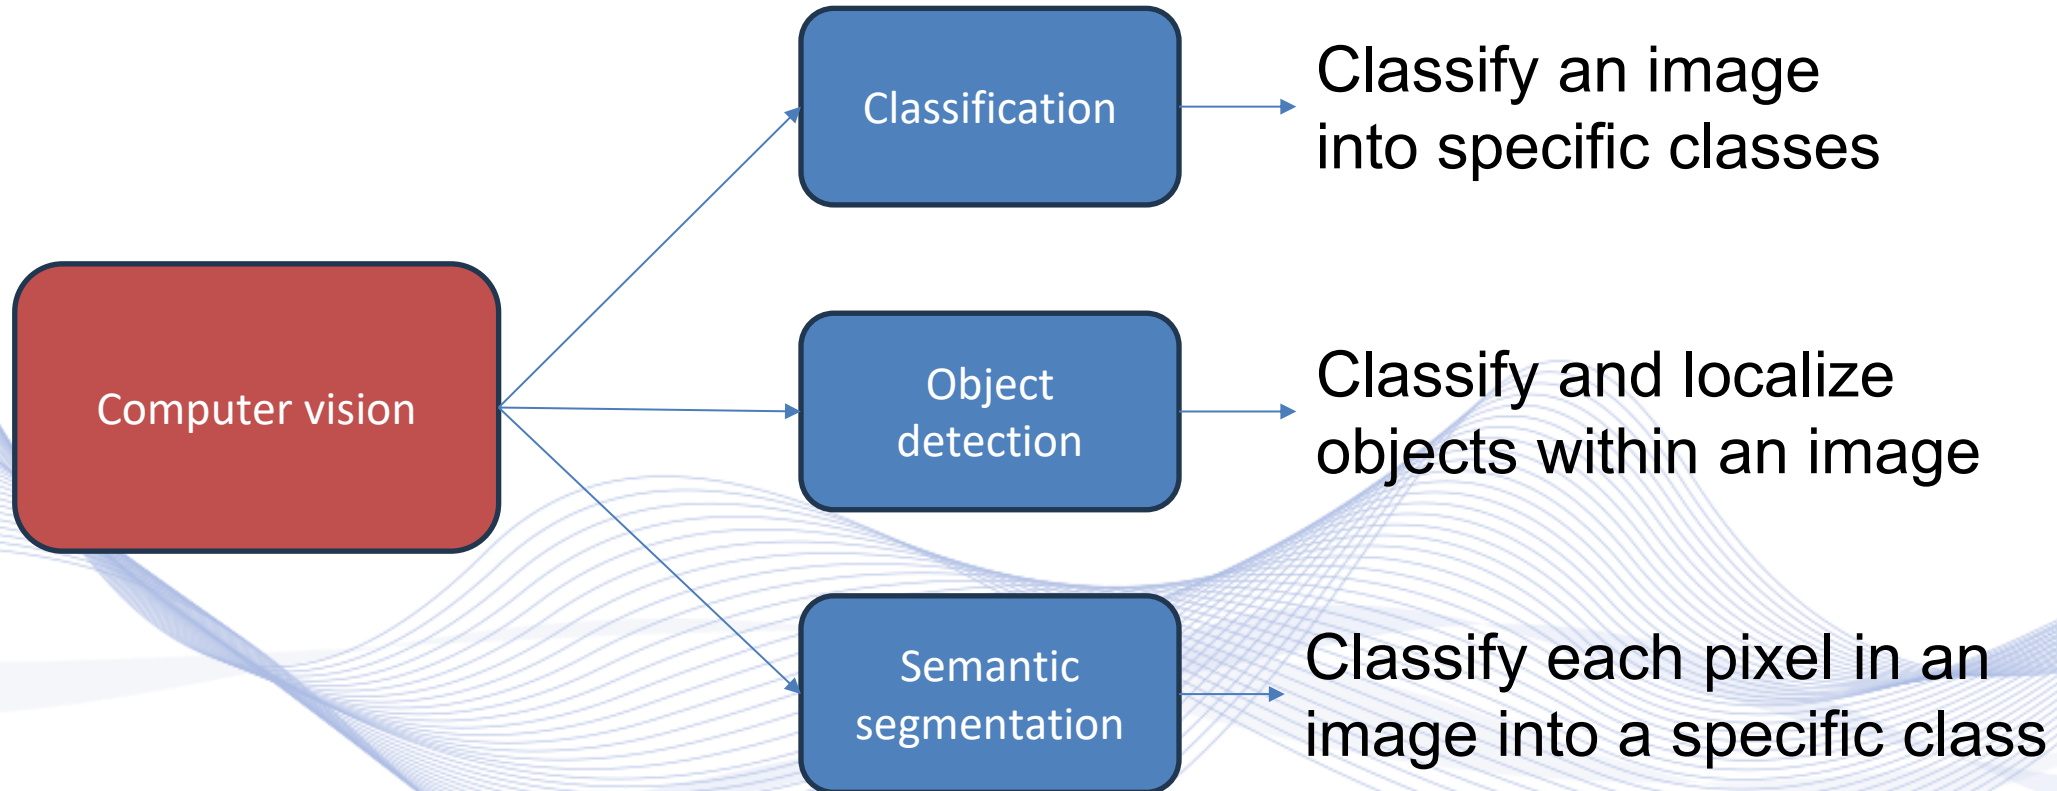 Computer vision
Classification
Classify an image
into specific classes
Object
detection
Classify and localize
objects within an image
Semantic
segmentation
Classify each pixel in an
image into a specific class